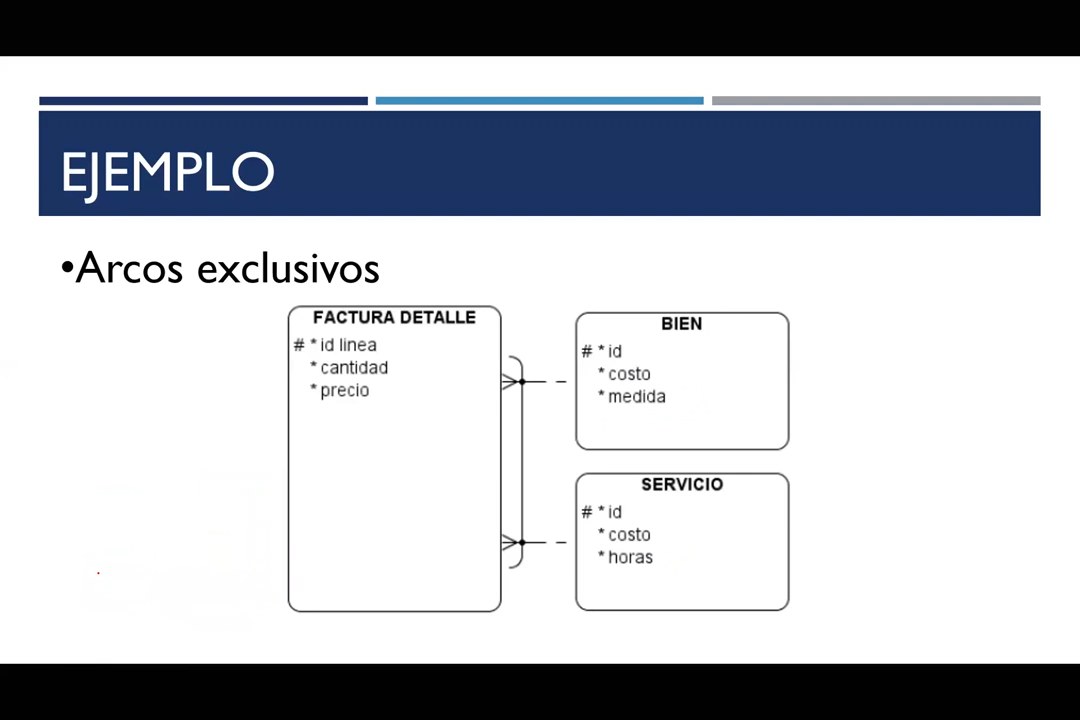 EJEMPLO
•Arcos exclusivos
FACTURA DETALLE
# * id linea
* cantidad
* precio
BIEN
# * id
* costo
* medida
SERVICIO
# * id
* costo
* horas